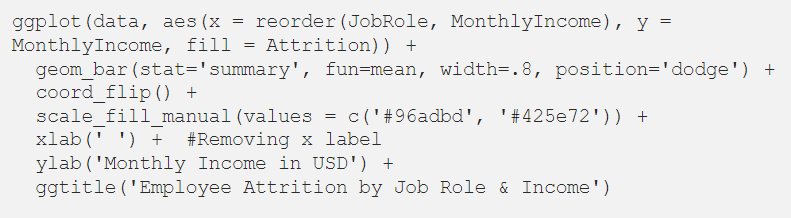 ggplot(data, aes(x = reorder(JobRole, MonthlyIncome), y =
MonthlyIncome, fill = Attrition)) +
  geom_bar(stat='summary', fun=mean, width=.8, position='dodge') +
  coord_flip() +
  scale_fill_manual(values = c('#96adbd', '#425e72')) +
  xlab(' ') +  #Removing x label
  ylab('Monthly Income in USD') +
  ggtitle('Employee Attrition by Job Role & Income')